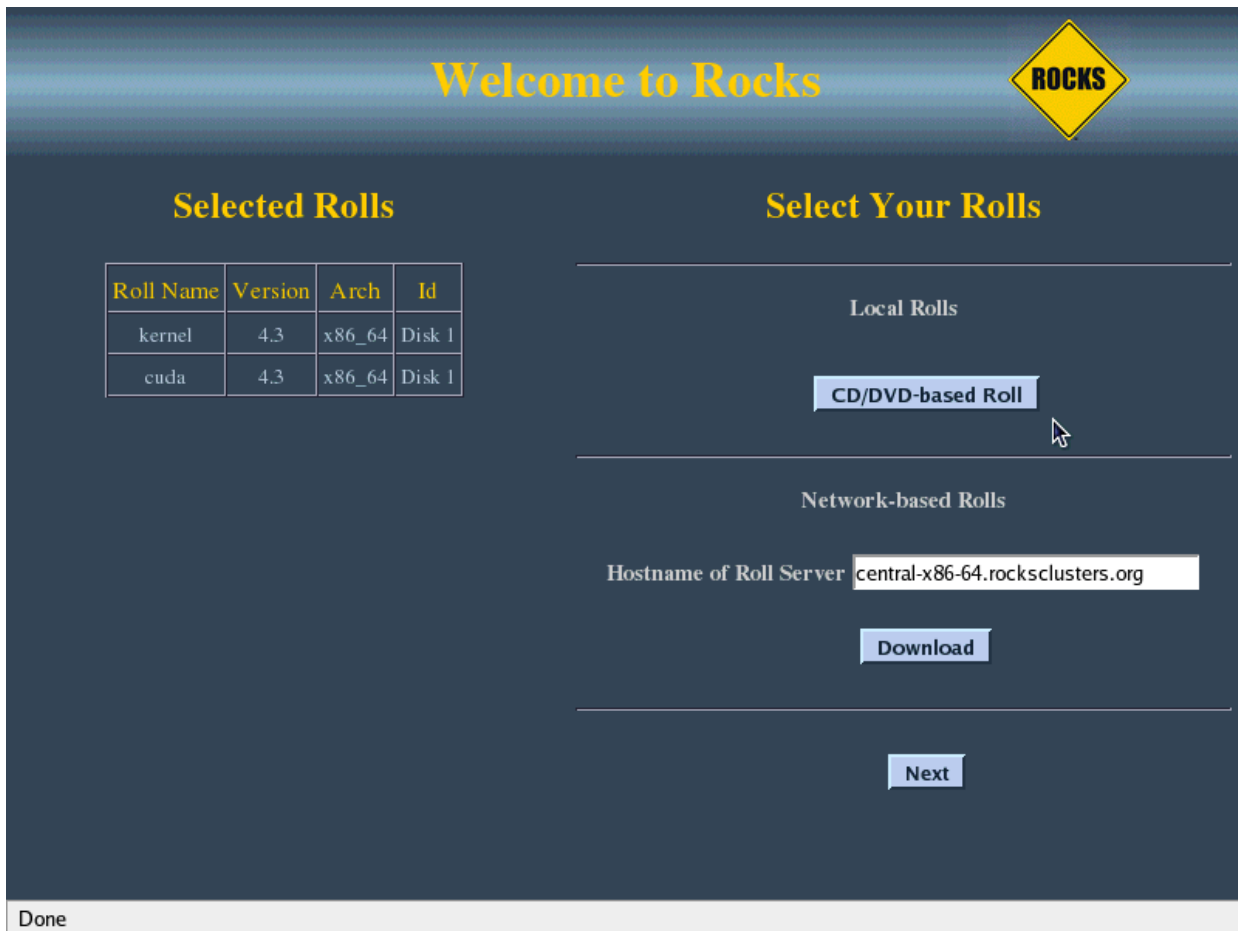 Welcome to Rocks
ROCKS
Selected Rolls
Roll Name Version Arch Id
kernel 4.3 x86_64 Disk 1
cuda 4.3 x86_64 Disk 1
Select Your Rolls
Local Rolls
CD/DVD-based Roll
Network-based Rolls
Hostname of Roll Server central-x86-64.rocksclusters.org
Download
Next
Done